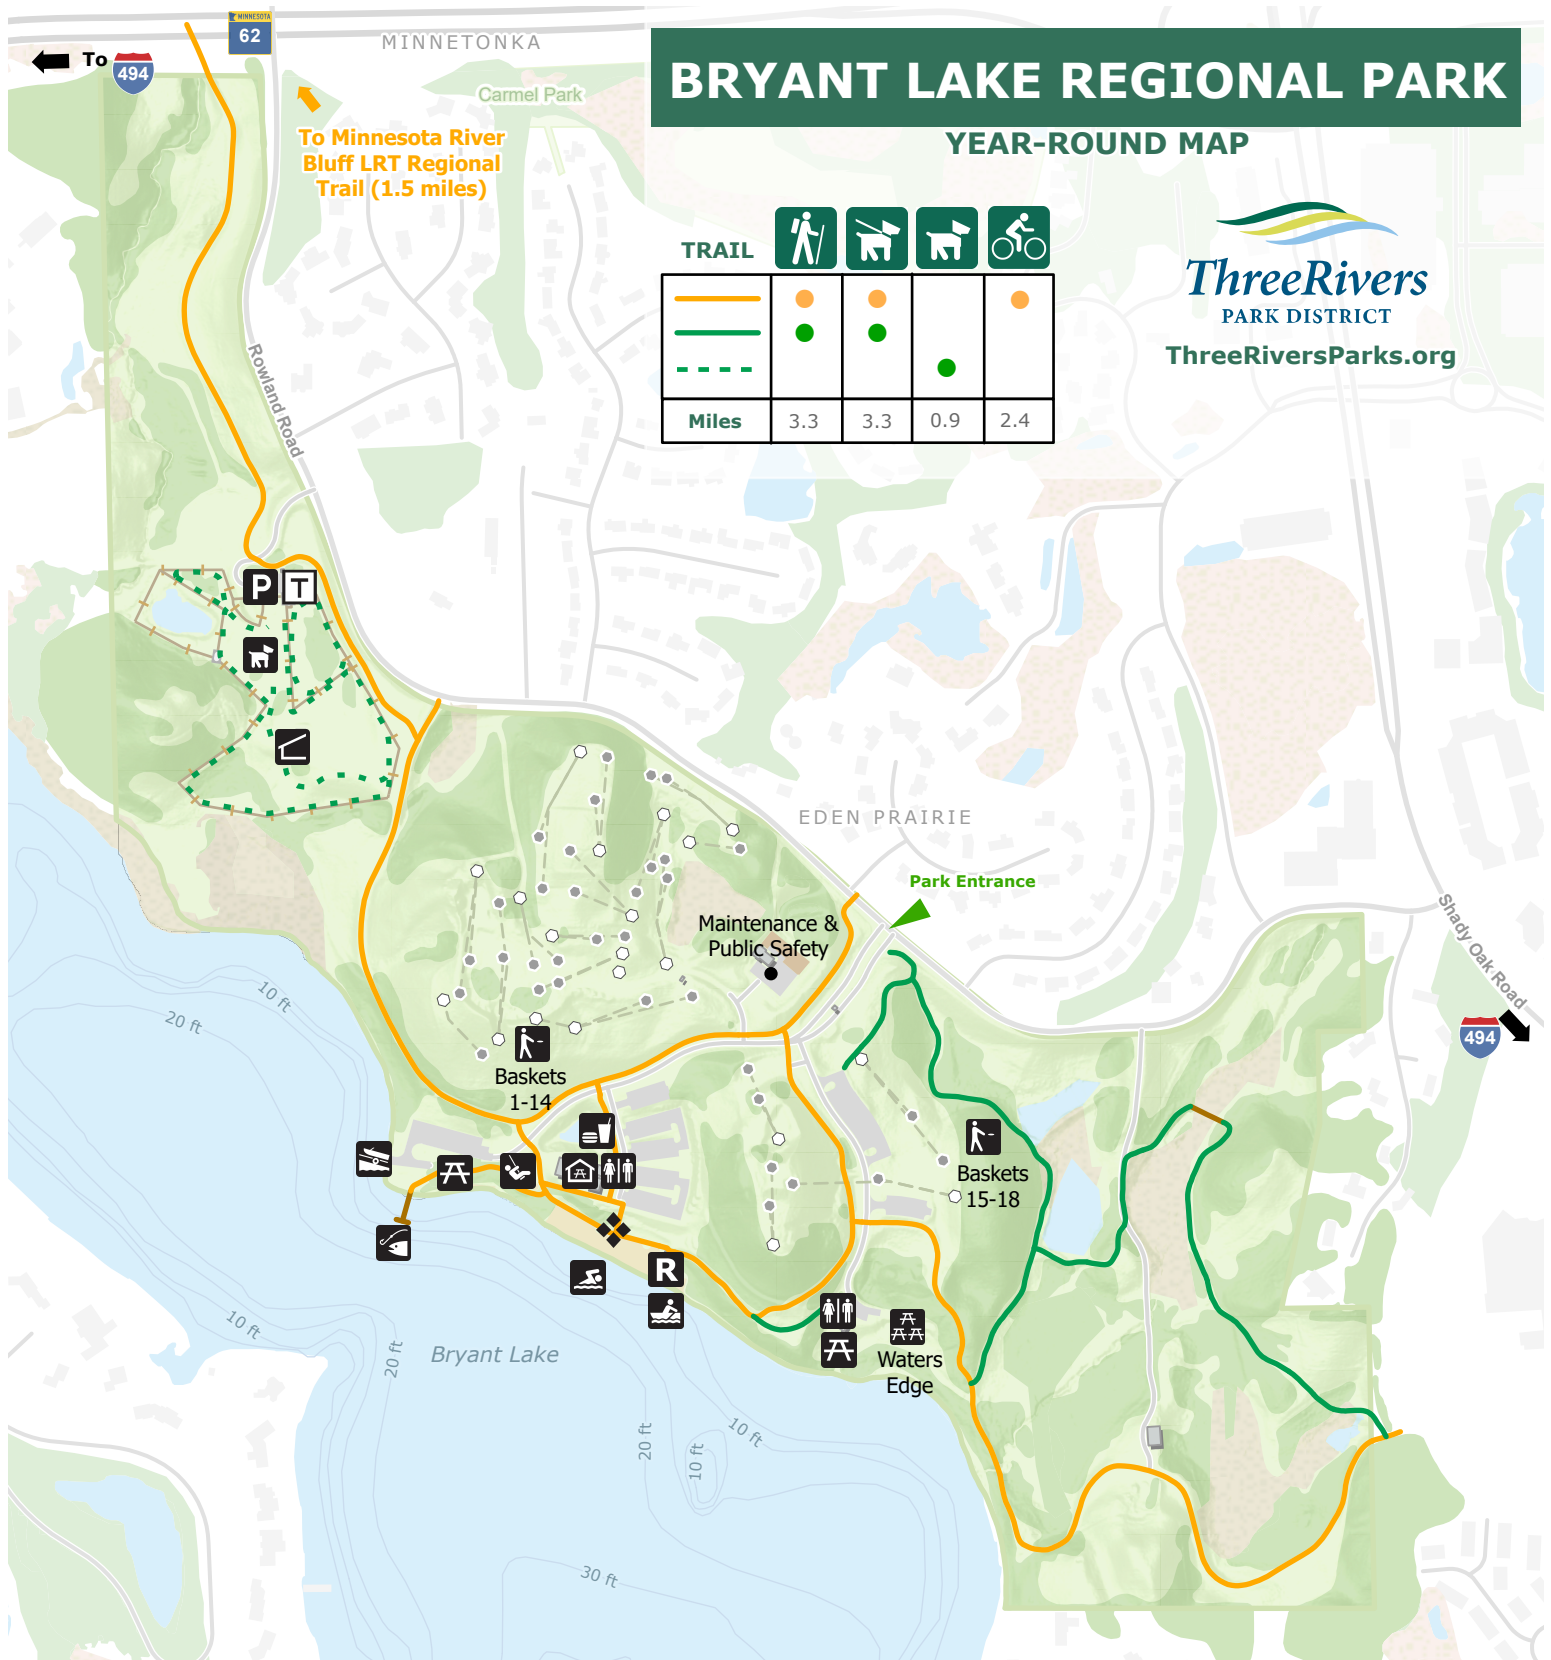 MINNESOTA
62
MINNETONKA
To
494
Carmel Park
BRYANT LAKE REGIONAL PARK
YEAR-ROUND MAP
To Minnesota River
Bluff LRT Regional
Trail (1.5 miles)
TRAIL
Miles
3.3
3.3
0.9
2.4
ThreeRivers
PARK DISTRICT
ThreeRiversParks.org
Rowland Road
P
T
EDEN PRAIRIE
Park Entrance
Maintenance &
Public Safety
Shady Oak Road
494
10 ft
20 ft
P
Baskets
1-14
Baskets
15-18
R
Waters
Edge
10 ft
20 ft
Bryant Lake
20 ft
10 ft
10 ft
30 ft